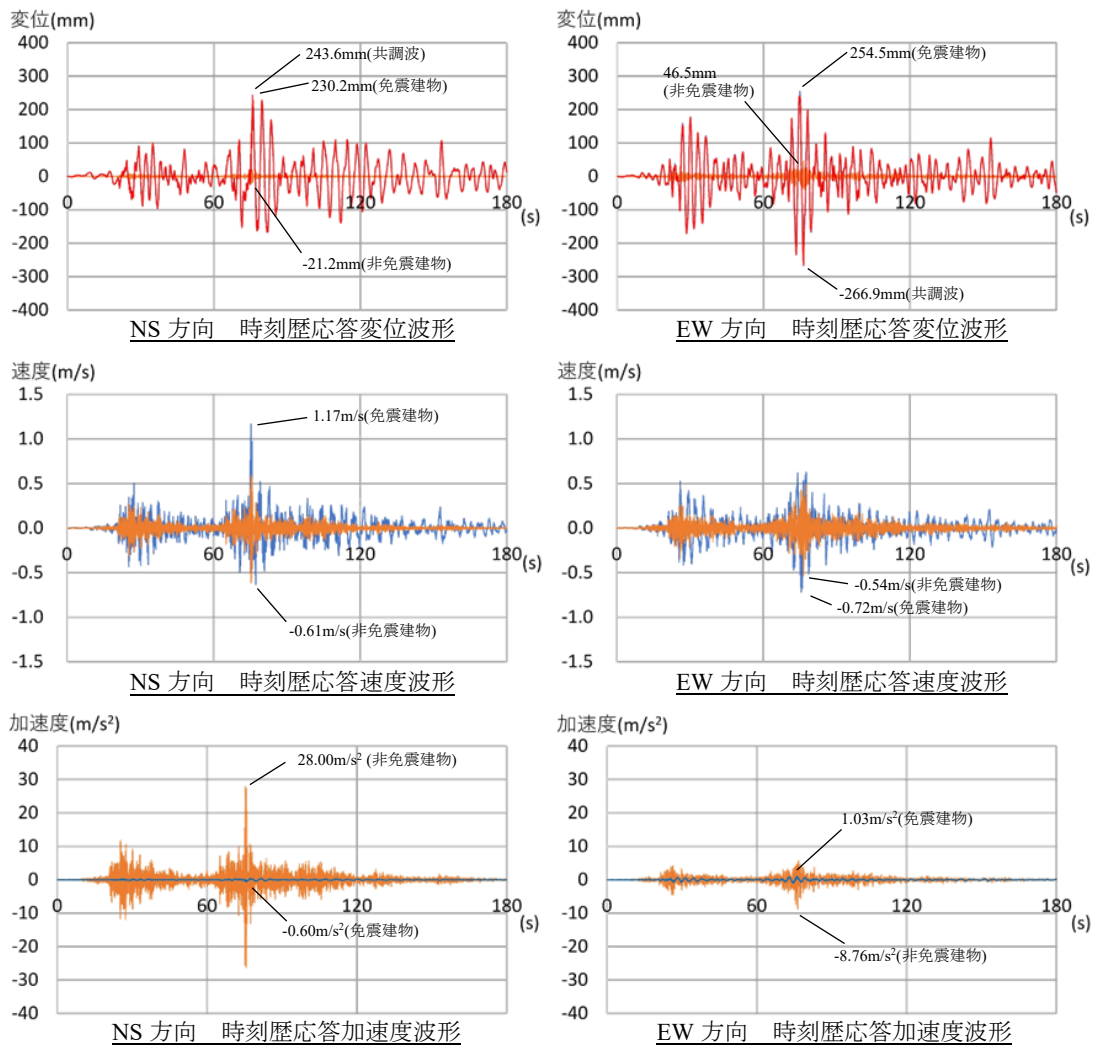 変位(mm)
400
300
200
100
0
-100
-200
-300
-400
0
60
120
180
(s)
243.6mm(共調波)
230.2mm(免震建物)
-21.2mm(非免震建物)
NS 方向　時刻歴応答変位波形
変位(mm)
400
300
200
100
0
-100
-200
-300
-400
0
60
120
180
(s)
254.5mm(免震建物)
46.5mm
(非免震建物)
-266.9mm(共調波)
EW 方向　時刻歴応答変位波形
速度(m/s)
1.5
1.0
0.5
0.0
-0.5
-1.0
-1.5
0
60
120
180
(s)
1.17m/s(免震建物)
-0.61m/s(非免震建物)
NS 方向　時刻歴応答速度波形
速度(m/s)
1.5
1.0
0.5
0.0
-0.5
-1.0
-1.5
0
60
120
180
(s)
-0.54m/s(非免震建物)
-0.72m/s(免震建物)
EW 方向　時刻歴応答速度波形
加速度(m/s²)
40
30
20
10
0
-10
-20
-30
-40
0
60
120
180
(s)
28.00m/s² (非免震建物)
-0.60m/s²(免震建物)
NS 方向　時刻歴応答加速度波形
加速度(m/s²)
40
30
20
10
0
-10
-20
-30
-40
0
60
120
180
(s)
1.03m/s²(免震建物)
-8.76m/s²(非免震建物)
EW 方向　時刻歴応答加速度波形